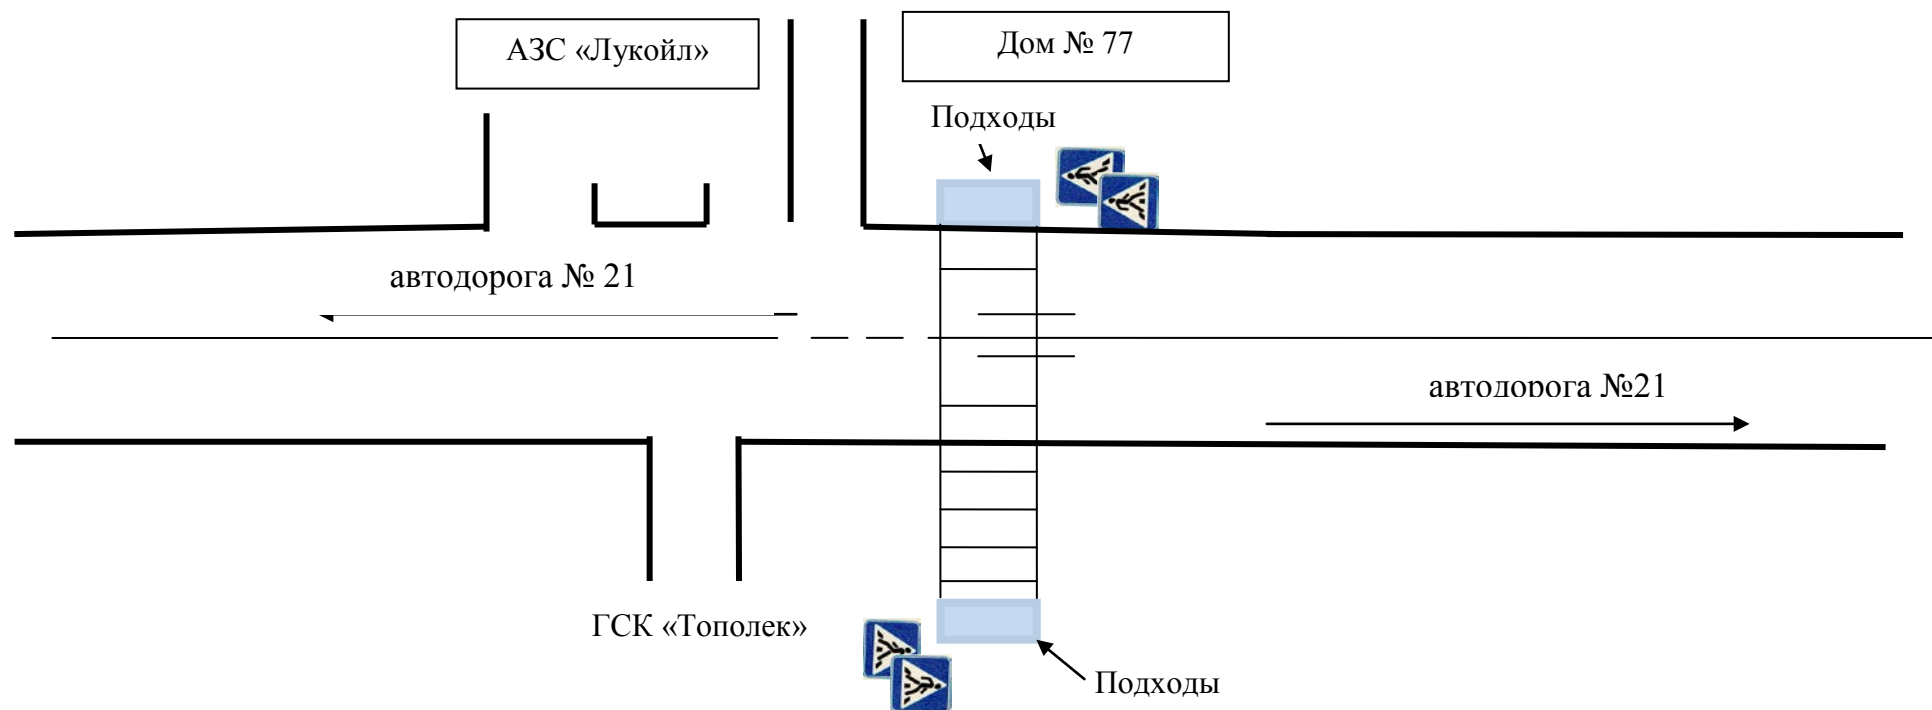 АЗС «Лукойл»
Дом № 77
Подходы
автодорога № 21
автодорога №21
ГСК «Тополек»
Подходы